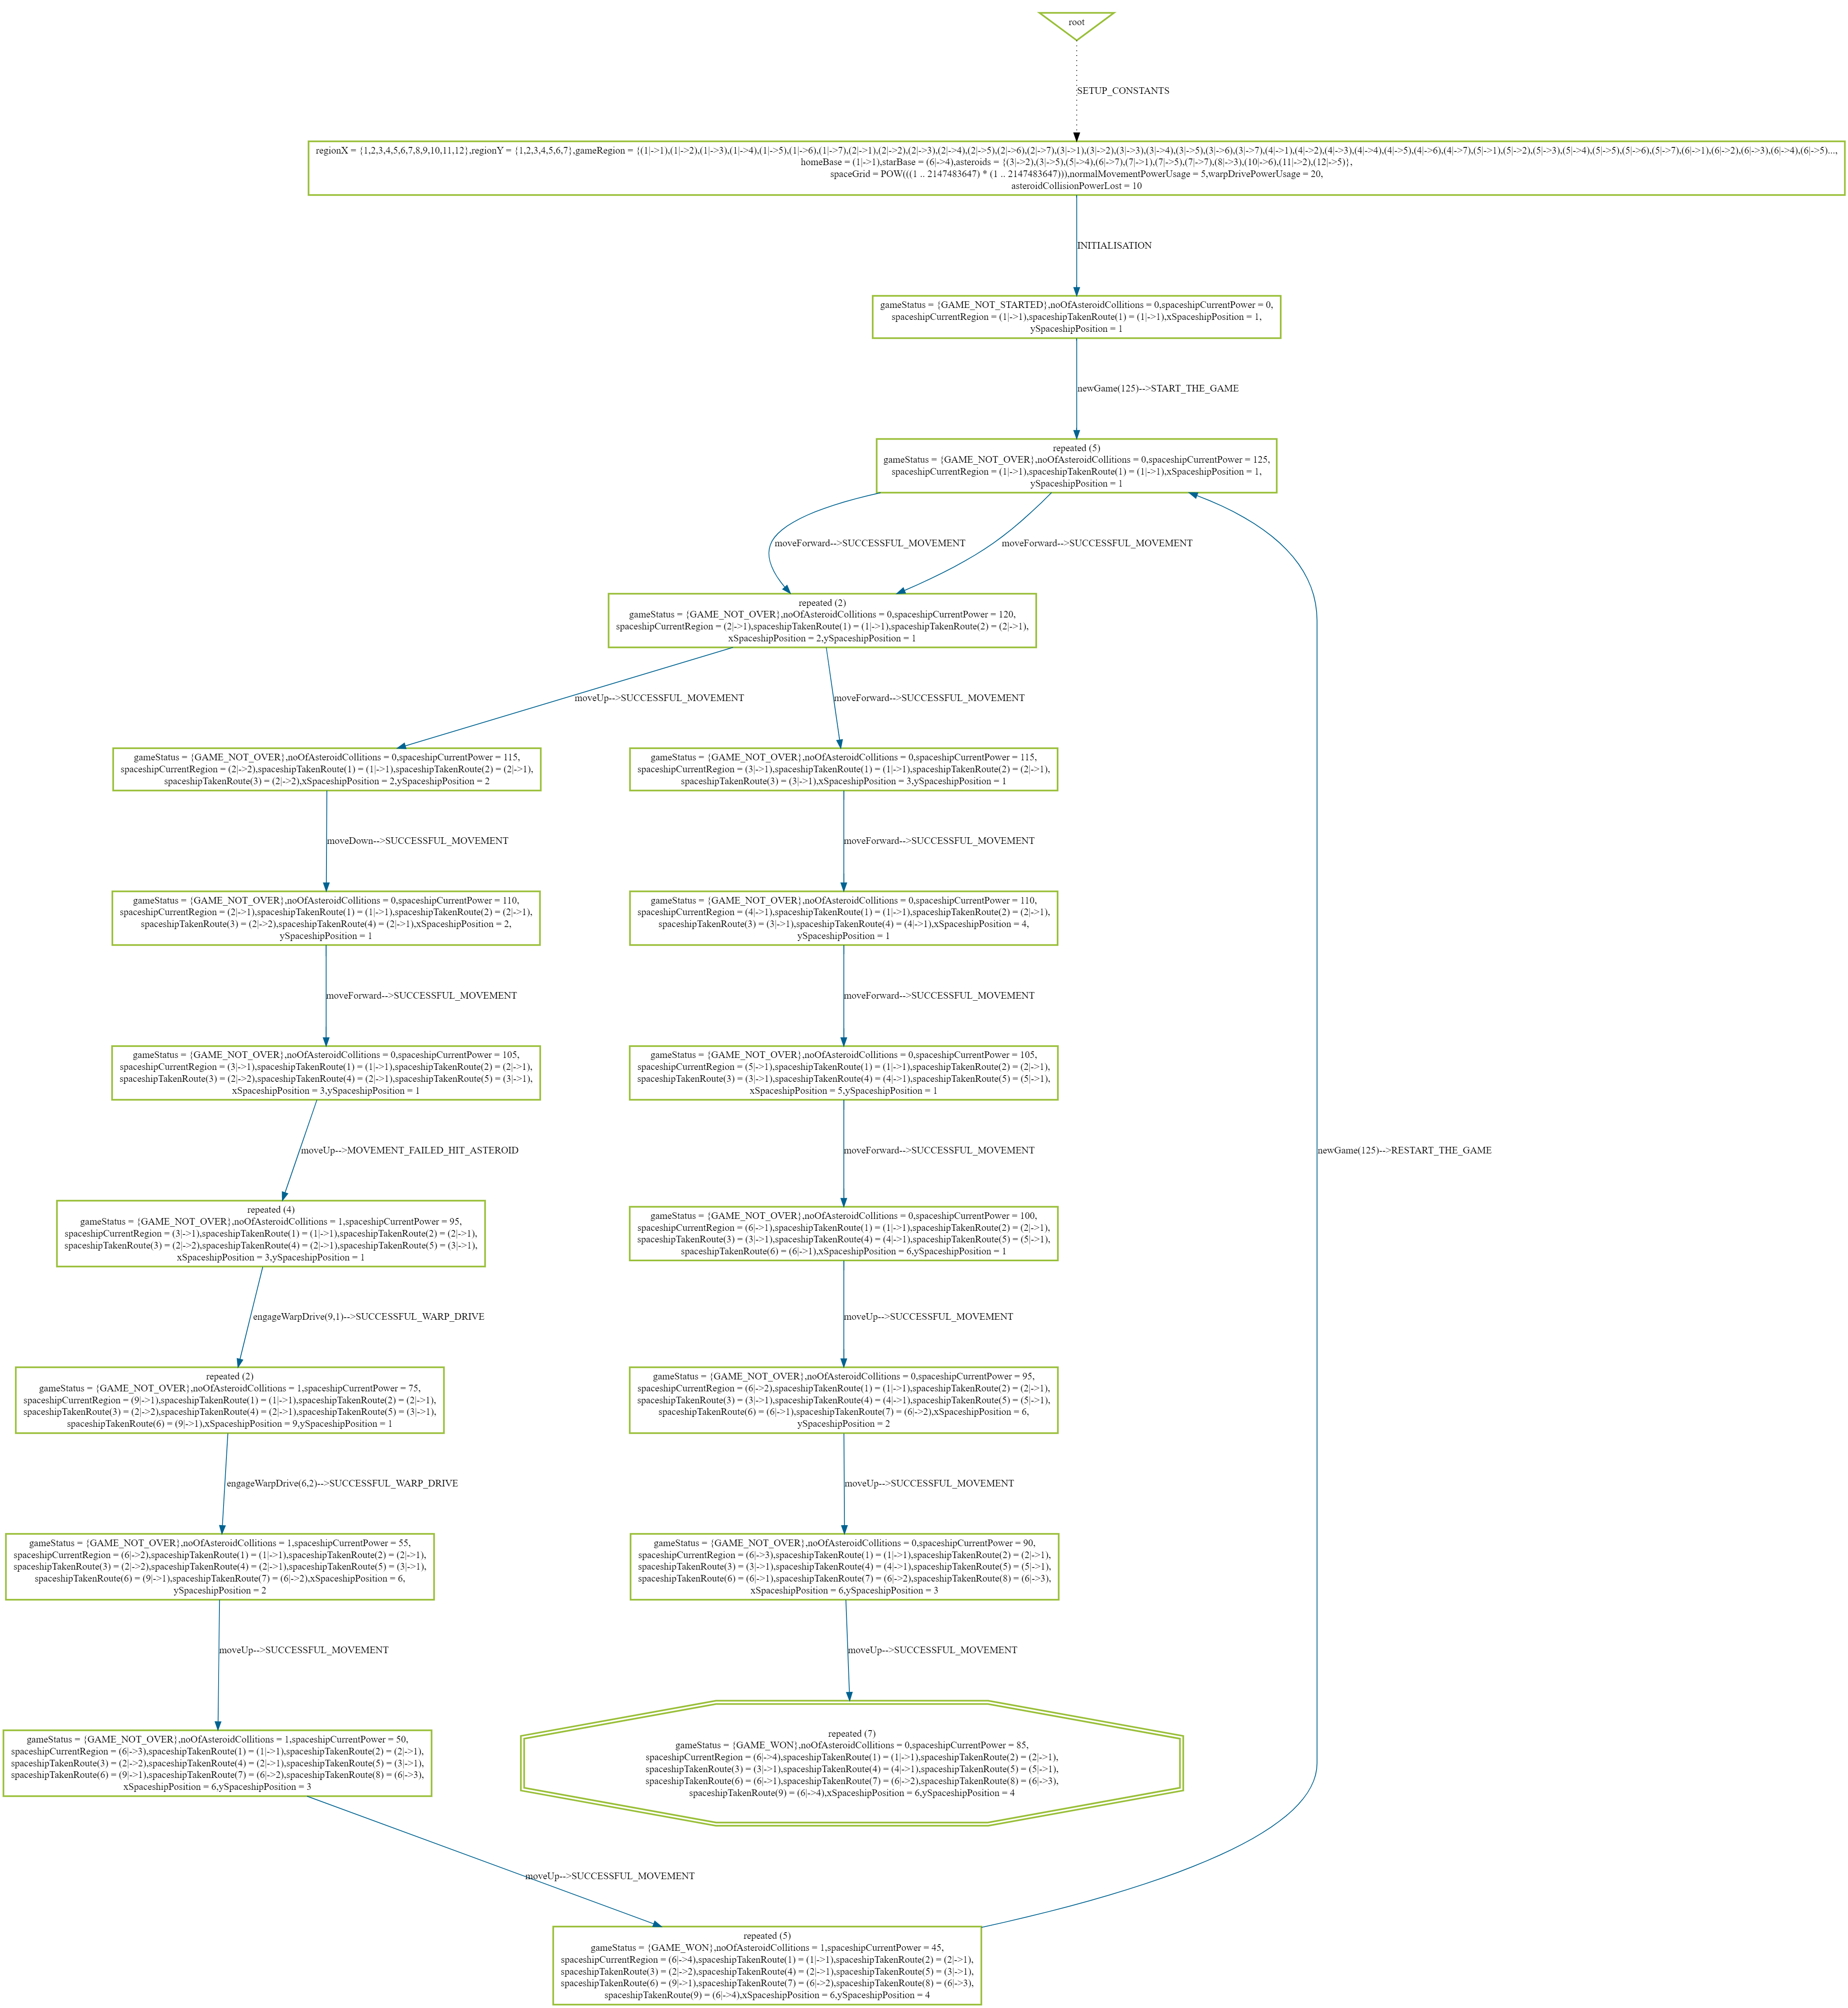 root
SETUP_CONSTANTS
regionX = {1,2,3,4,5,6,7,8,9,10,11,12},regionY = {1,2,3,4,5,6,7},gameRegion = {(1|->1),(1|->2),(1|->3),(1|->4),(1|->5),(1|->6),(1|->7),(2|->1),(2|->2),(2|->3),(2|->4),(2|->5),(2|->6),(2|->7),(3|->1),(3|->2),(3|->3),(3|->4),(3|->5),(3|->6),(3|->7),(4|->1),(4|->2),(4|->3),(4|->4),(4|->5),(4|->6),(4|->7),(5|->1),(5|->2),(5|->3),(5|->4),(5|->5),(5|->6),(5|->7),(6|->1),(6|->2),(6|->3),(6|->4),(6|->5)...,
homeBase = (1|->1),starBase = (6|->4),asteroids = {(3|->2),(3|->5),(5|->4),(6|->7),(7|->1),(7|->5),(7|->7),(8|->3),(10|->6),(11|->2),(12|->5)},
spaceGrid = POW(((1 .. 2147483647) * (1 .. 2147483647))),normalMovementPowerUsage = 5,warpDrivePowerUsage = 20,
asteroidCollisionPowerLost = 10
INITIALISATION
gameStatus = {GAME_NOT_STARTED},noOfAsteroidCollitions = 0,spaceshipCurrentPower = 0,
spaceshipCurrentRegion = (1|->1),spaceshipTakenRoute(1) = (1|->1),xSpaceshipPosition = 1,
ySpaceshipPosition = 1
newGame(125)-->START_THE_GAME
repeated (5)
gameStatus = {GAME_NOT_OVER},noOfAsteroidCollitions = 0,spaceshipCurrentPower = 125,
spaceshipCurrentRegion = (1|->1),spaceshipTakenRoute(1) = (1|->1),xSpaceshipPosition = 1,
ySpaceshipPosition = 1
moveForward-->SUCCESSFUL_MOVEMENT
moveForward-->SUCCESSFUL_MOVEMENT
repeated (2)
gameStatus = {GAME_NOT_OVER},noOfAsteroidCollitions = 0,spaceshipCurrentPower = 120,
spaceshipCurrentRegion = (2|->1),spaceshipTakenRoute(1) = (1|->1),spaceshipTakenRoute(2) = (2|->1),
xSpaceshipPosition = 2,ySpaceshipPosition = 1
moveUp-->SUCCESSFUL_MOVEMENT
moveForward-->SUCCESSFUL_MOVEMENT
gameStatus = {GAME_NOT_OVER},noOfAsteroidCollitions = 0,spaceshipCurrentPower = 115,
spaceshipCurrentRegion = (2|->2),spaceshipTakenRoute(1) = (1|->1),spaceshipTakenRoute(2) = (2|->1),
spaceshipTakenRoute(3) = (2|->2),xSpaceshipPosition = 2,ySpaceshipPosition = 2
gameStatus = {GAME_NOT_OVER},noOfAsteroidCollitions = 0,spaceshipCurrentPower = 115,
spaceshipCurrentRegion = (3|->1),spaceshipTakenRoute(1) = (1|->1),spaceshipTakenRoute(2) = (2|->1),
spaceshipTakenRoute(3) = (3|->1),xSpaceshipPosition = 3,ySpaceshipPosition = 1
moveDown-->SUCCESSFUL_MOVEMENT
moveForward-->SUCCESSFUL_MOVEMENT
gameStatus = {GAME_NOT_OVER},noOfAsteroidCollitions = 0,spaceshipCurrentPower = 110,
spaceshipCurrentRegion = (2|->1),spaceshipTakenRoute(1) = (1|->1),spaceshipTakenRoute(2) = (2|->1),
spaceshipTakenRoute(3) = (2|->2),spaceshipTakenRoute(4) = (2|->1),xSpaceshipPosition = 2,
ySpaceshipPosition = 1
gameStatus = {GAME_NOT_OVER},noOfAsteroidCollitions = 0,spaceshipCurrentPower = 110,
spaceshipCurrentRegion = (4|->1),spaceshipTakenRoute(1) = (1|->1),spaceshipTakenRoute(2) = (2|->1),
spaceshipTakenRoute(3) = (3|->1),spaceshipTakenRoute(4) = (4|->1),xSpaceshipPosition = 4,
ySpaceshipPosition = 1
moveForward-->SUCCESSFUL_MOVEMENT
moveForward-->SUCCESSFUL_MOVEMENT
gameStatus = {GAME_NOT_OVER},noOfAsteroidCollitions = 0,spaceshipCurrentPower = 105,
spaceshipCurrentRegion = (3|->1),spaceshipTakenRoute(1) = (1|->1),spaceshipTakenRoute(2) = (2|->1),
spaceshipTakenRoute(3) = (2|->2),spaceshipTakenRoute(4) = (2|->1),spaceshipTakenRoute(5) = (3|->1),
xSpaceshipPosition = 3,ySpaceshipPosition = 1
gameStatus = {GAME_NOT_OVER},noOfAsteroidCollitions = 0,spaceshipCurrentPower = 105,
spaceshipCurrentRegion = (5|->1),spaceshipTakenRoute(1) = (1|->1),spaceshipTakenRoute(2) = (2|->1),
spaceshipTakenRoute(3) = (3|->1),spaceshipTakenRoute(4) = (4|->1),spaceshipTakenRoute(5) = (5|->1),
xSpaceshipPosition = 5,ySpaceshipPosition = 1
moveUp-->MOVEMENT_FAILED_HIT_ASTEROID
moveForward-->SUCCESSFUL_MOVEMENT
newGame(125)-->RESTART_THE_GAME
repeated (4)
gameStatus = {GAME_NOT_OVER},noOfAsteroidCollitions = 1,spaceshipCurrentPower = 95,
spaceshipCurrentRegion = (3|->1),spaceshipTakenRoute(1) = (1|->1),spaceshipTakenRoute(2) = (2|->1),
spaceshipTakenRoute(3) = (2|->2),spaceshipTakenRoute(4) = (2|->1),spaceshipTakenRoute(5) = (3|->1),
xSpaceshipPosition = 3,ySpaceshipPosition = 1
gameStatus = {GAME_NOT_OVER},noOfAsteroidCollitions = 0,spaceshipCurrentPower = 100,
spaceshipCurrentRegion = (6|->1),spaceshipTakenRoute(1) = (1|->1),spaceshipTakenRoute(2) = (2|->1),
spaceshipTakenRoute(3) = (3|->1),spaceshipTakenRoute(4) = (4|->1),spaceshipTakenRoute(5) = (5|->1),
spaceshipTakenRoute(6) = (6|->1),xSpaceshipPosition = 6,ySpaceshipPosition = 1
engageWarpDrive(9,1)-->SUCCESSFUL_WARP_DRIVE
moveUp-->SUCCESSFUL_MOVEMENT
repeated (2)
gameStatus = {GAME_NOT_OVER},noOfAsteroidCollitions = 1,spaceshipCurrentPower = 75,
spaceshipCurrentRegion = (9|->1),spaceshipTakenRoute(1) = (1|->1),spaceshipTakenRoute(2) = (2|->1),
spaceshipTakenRoute(3) = (2|->2),spaceshipTakenRoute(4) = (2|->1),spaceshipTakenRoute(5) = (3|->1),
spaceshipTakenRoute(6) = (9|->1),xSpaceshipPosition = 9,ySpaceshipPosition = 1
gameStatus = {GAME_NOT_OVER},noOfAsteroidCollitions = 0,spaceshipCurrentPower = 95,
spaceshipCurrentRegion = (6|->2),spaceshipTakenRoute(1) = (1|->1),spaceshipTakenRoute(2) = (2|->1),
spaceshipTakenRoute(3) = (3|->1),spaceshipTakenRoute(4) = (4|->1),spaceshipTakenRoute(5) = (5|->1),
spaceshipTakenRoute(6) = (6|->1),spaceshipTakenRoute(7) = (6|->2),xSpaceshipPosition = 6,
ySpaceshipPosition = 2
engageWarpDrive(6,2)-->SUCCESSFUL_WARP_DRIVE
moveUp-->SUCCESSFUL_MOVEMENT
gameStatus = {GAME_NOT_OVER},noOfAsteroidCollitions = 1,spaceshipCurrentPower = 55,
spaceshipCurrentRegion = (6|->2),spaceshipTakenRoute(1) = (1|->1),spaceshipTakenRoute(2) = (2|->1),
spaceshipTakenRoute(3) = (2|->2),spaceshipTakenRoute(4) = (2|->1),spaceshipTakenRoute(5) = (3|->1),
spaceshipTakenRoute(6) = (9|->1),spaceshipTakenRoute(7) = (6|->2),xSpaceshipPosition = 6,
ySpaceshipPosition = 2
gameStatus = {GAME_NOT_OVER},noOfAsteroidCollitions = 0,spaceshipCurrentPower = 90,
spaceshipCurrentRegion = (6|->3),spaceshipTakenRoute(1) = (1|->1),spaceshipTakenRoute(2) = (2|->1),
spaceshipTakenRoute(3) = (3|->1),spaceshipTakenRoute(4) = (4|->1),spaceshipTakenRoute(5) = (5|->1),
spaceshipTakenRoute(6) = (6|->1),spaceshipTakenRoute(7) = (6|->2),spaceshipTakenRoute(8) = (6|->3),
xSpaceshipPosition = 6,ySpaceshipPosition = 3
moveUp-->SUCCESSFUL_MOVEMENT
moveUp-->SUCCESSFUL_MOVEMENT
gameStatus = {GAME_NOT_OVER},noOfAsteroidCollitions = 1,spaceshipCurrentPower = 50,
spaceshipCurrentRegion = (6|->3),spaceshipTakenRoute(1) = (1|->1),spaceshipTakenRoute(2) = (2|->1),
spaceshipTakenRoute(3) = (2|->2),spaceshipTakenRoute(4) = (2|->1),spaceshipTakenRoute(5) = (3|->1),
spaceshipTakenRoute(6) = (9|->1),spaceshipTakenRoute(7) = (6|->2),spaceshipTakenRoute(8) = (6|->3),
xSpaceshipPosition = 6,ySpaceshipPosition = 3
repeated (7)
gameStatus = {GAME_WON},noOfAsteroidCollitions = 0,spaceshipCurrentPower = 85,
spaceshipCurrentRegion = (6|->4),spaceshipTakenRoute(1) = (1|->1),spaceshipTakenRoute(2) = (2|->1),
spaceshipTakenRoute(3) = (3|->1),spaceshipTakenRoute(4) = (4|->1),spaceshipTakenRoute(5) = (5|->1),
spaceshipTakenRoute(6) = (6|->1),spaceshipTakenRoute(7) = (6|->2),spaceshipTakenRoute(8) = (6|->3),
spaceshipTakenRoute(9) = (6|->4),xSpaceshipPosition = 6,ySpaceshipPosition = 4
moveUp-->SUCCESSFUL_MOVEMENT
repeated (5)
gameStatus = {GAME_WON},noOfAsteroidCollitions = 1,spaceshipCurrentPower = 45,
spaceshipCurrentRegion = (6|->4),spaceshipTakenRoute(1) = (1|->1),spaceshipTakenRoute(2) = (2|->1),
spaceshipTakenRoute(3) = (2|->2),spaceshipTakenRoute(4) = (2|->1),spaceshipTakenRoute(5) = (3|->1),
spaceshipTakenRoute(6) = (9|->1),spaceshipTakenRoute(7) = (6|->2),spaceshipTakenRoute(8) = (6|->3),
spaceshipTakenRoute(9) = (6|->4),xSpaceshipPosition = 6,ySpaceshipPosition = 4